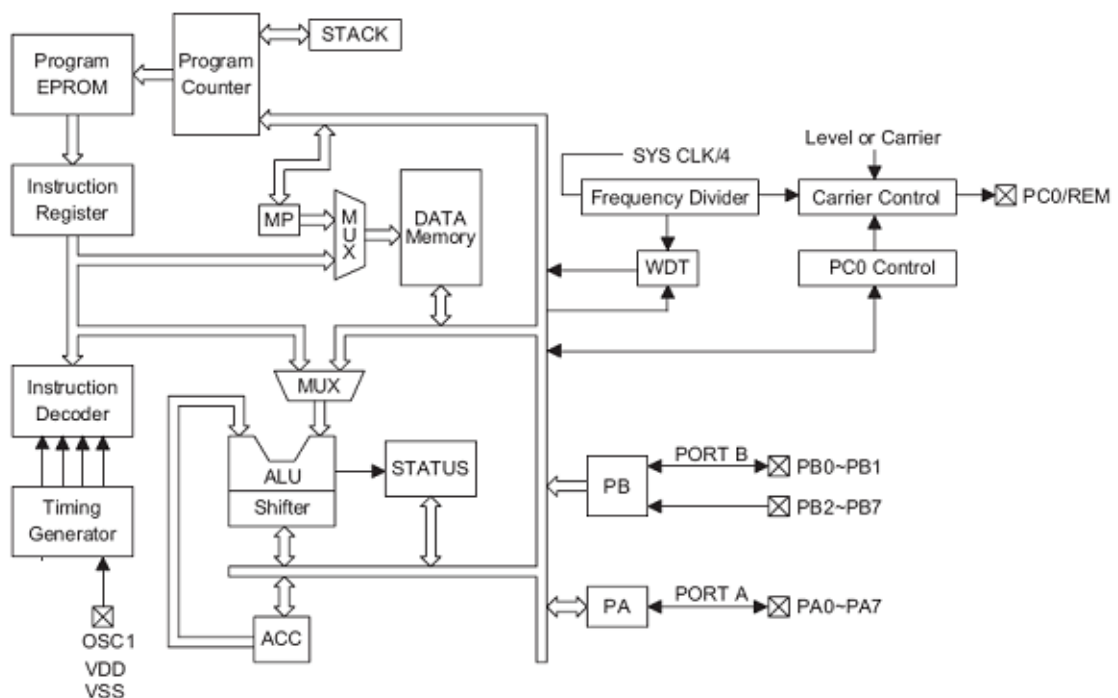 STACK
Program
EPROM
Program
Counter
SYS CLK/4
Level or Carrier
Instruction
Register
MP
MUX
DATA
Memory
Frequency Divider
Carrier Control
PC0/REM
WDT
PC0 Control
Instruction
Decoder
MUX
ALU
Shifter
STATUS
Timing
Generator
PB
PORT B
PB0~PB1
PB2~PB7
PA
PORT A
PA0~PA7
ACC
OSC1
VDD
VSS